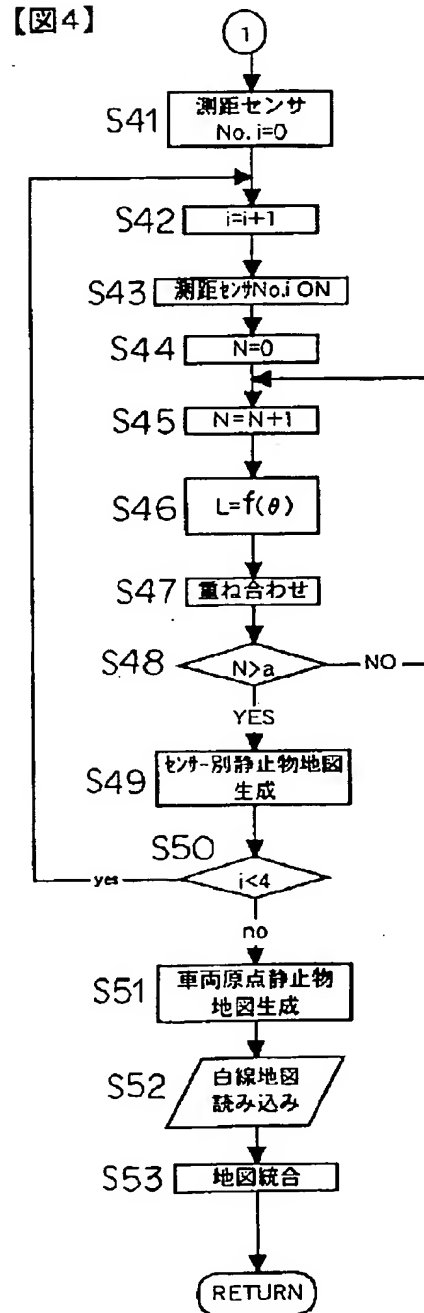 【図4】
1
S41
測距センサ
No.i=0
S42
i=i+1
S43
測距センサNo.i ON
S44
N=0
S45
N=N+1
S46
L=f(θ)
S47
重ね合わせ
S48
N>a
NO
YES
S49
センサー別静止物地図
生成
S50
i<4
yes
no
S51
車両原点静止物
地図生成
S52
白線地図
読み込み
S53
地図統合
RETURN